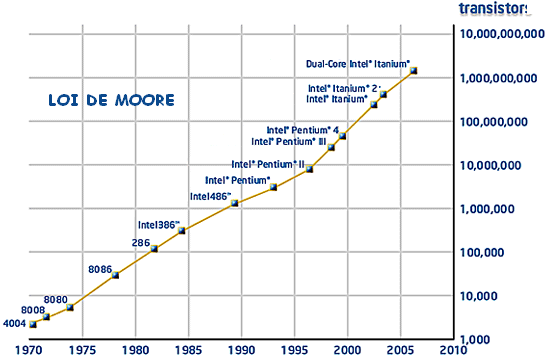 transistors
10,000,000,000
Dual-Core Intel® Itanium®
1,000,000,000
LOI DE MOORE
Intel® Itanium® 2
Intel® Itanium®
100,000,000
Intel® Pentium® 4
Intel® Pentium® III
Intel® Pentium® II
10,000,000
Intel® Pentium®
Intel486™
1,000,000
Intel386™
286
100,000
8086
10,000
8080
8008
4004
1,000
1970 1975 1980 1985 1990 1995 2000 2005 2010